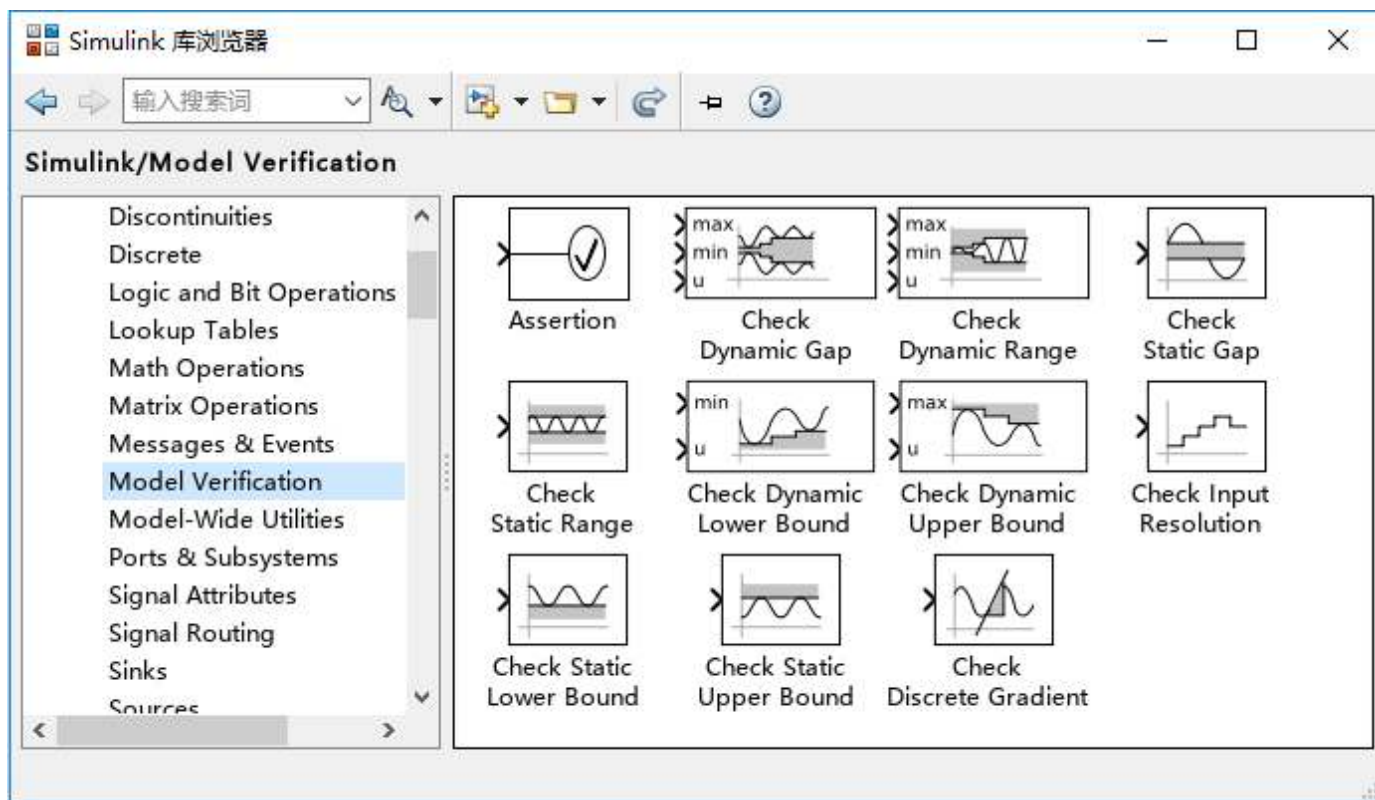 Simulink 库浏览器
输入搜索词
Simulink/Model Verification
Discontinuities
Discrete
Logic and Bit Operations
Lookup Tables
Math Operations
Matrix Operations
Messages & Events
Model Verification
Model-Wide Utilities
Ports & Subsystems
Signal Attributes
Signal Routing
Sinks
Sources
Assertion
max
min
u
Check
Dynamic Gap
max
min
u
Check
Dynamic Range
Check
Static Gap
Check
Static Range
min
u
Check Dynamic
Lower Bound
max
u
Check Dynamic
Upper Bound
Check Input
Resolution
Check Static
Lower Bound
Check Static
Upper Bound
Check
Discrete Gradient